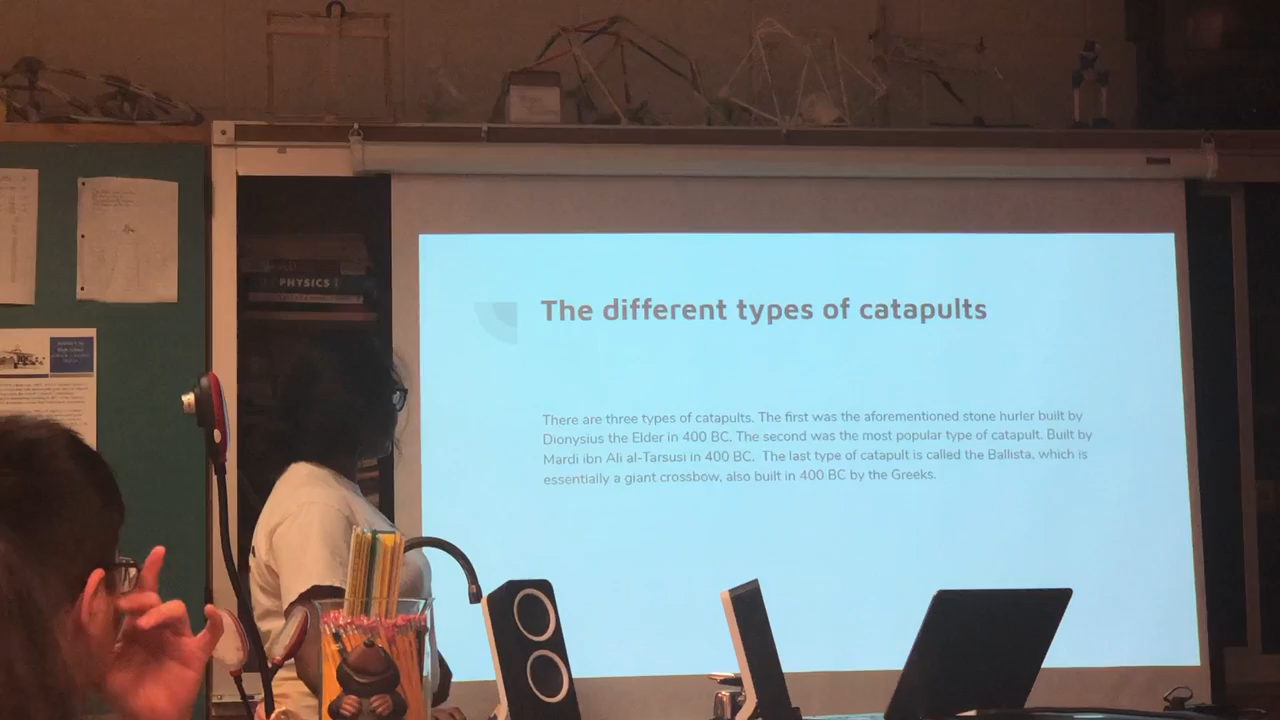 PHYSICS
The different types of catapults
There are three types of catapults. The first was the aforementioned stone hurler built by
Dionysius the Elder in 400 BC. The second was the most popular type of catapult. Built by
Mardi ibn Ali al-Tarsusi in 400 BC.  The last type of catapult is called the Ballista, which is
essentially a giant crossbow, also built in 400 BC by the Greeks.